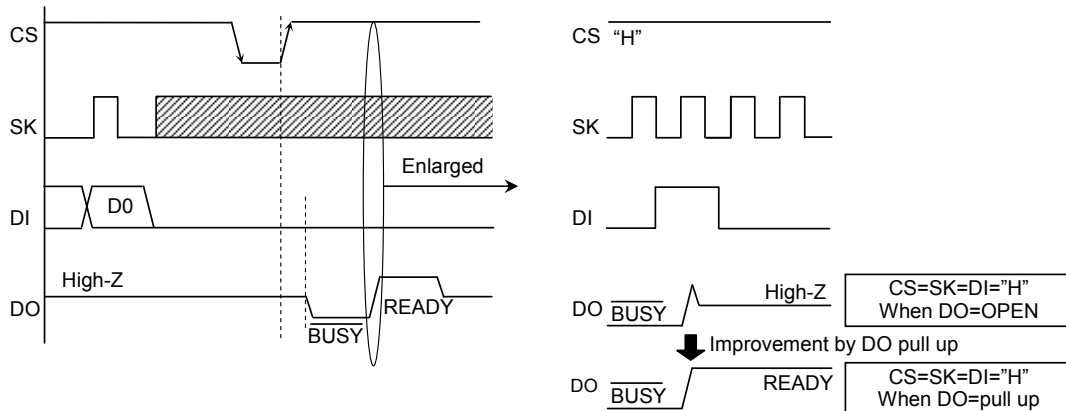 CS
SK
DI
D0
Enlarged
DO
High-Z
BUSY
READY
CS "H"
SK
DI
DO BUSY
High-Z
CS=SK=DI="H"
When DO=OPEN
Improvement by DO pull up
DO BUSY
READY
CS=SK=DI="H"
When DO=pull up